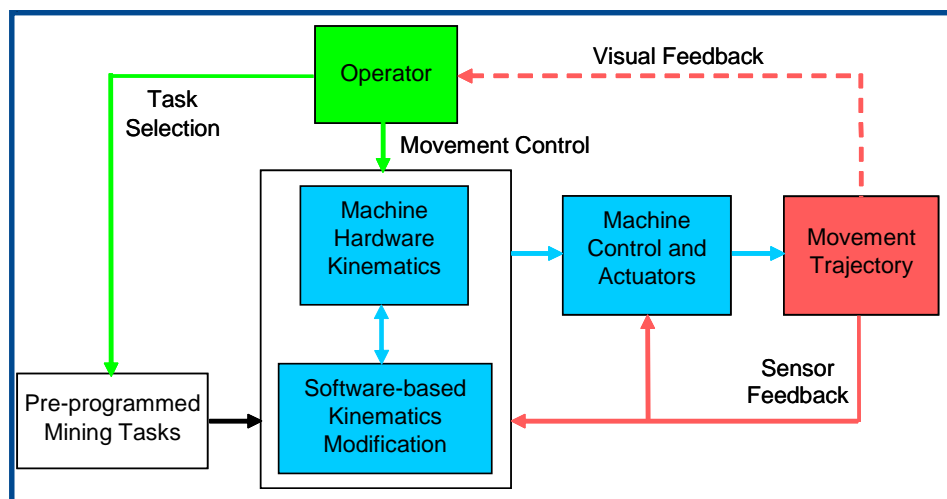 Operator
Visual Feedback
Task
Selection
Movement Control
Machine
Hardware
Kinematics
Machine
Control and
Actuators
Movement
Trajectory
Pre-programmed
Mining Tasks
Software-based
Kinematics
Modification
Sensor
Feedback